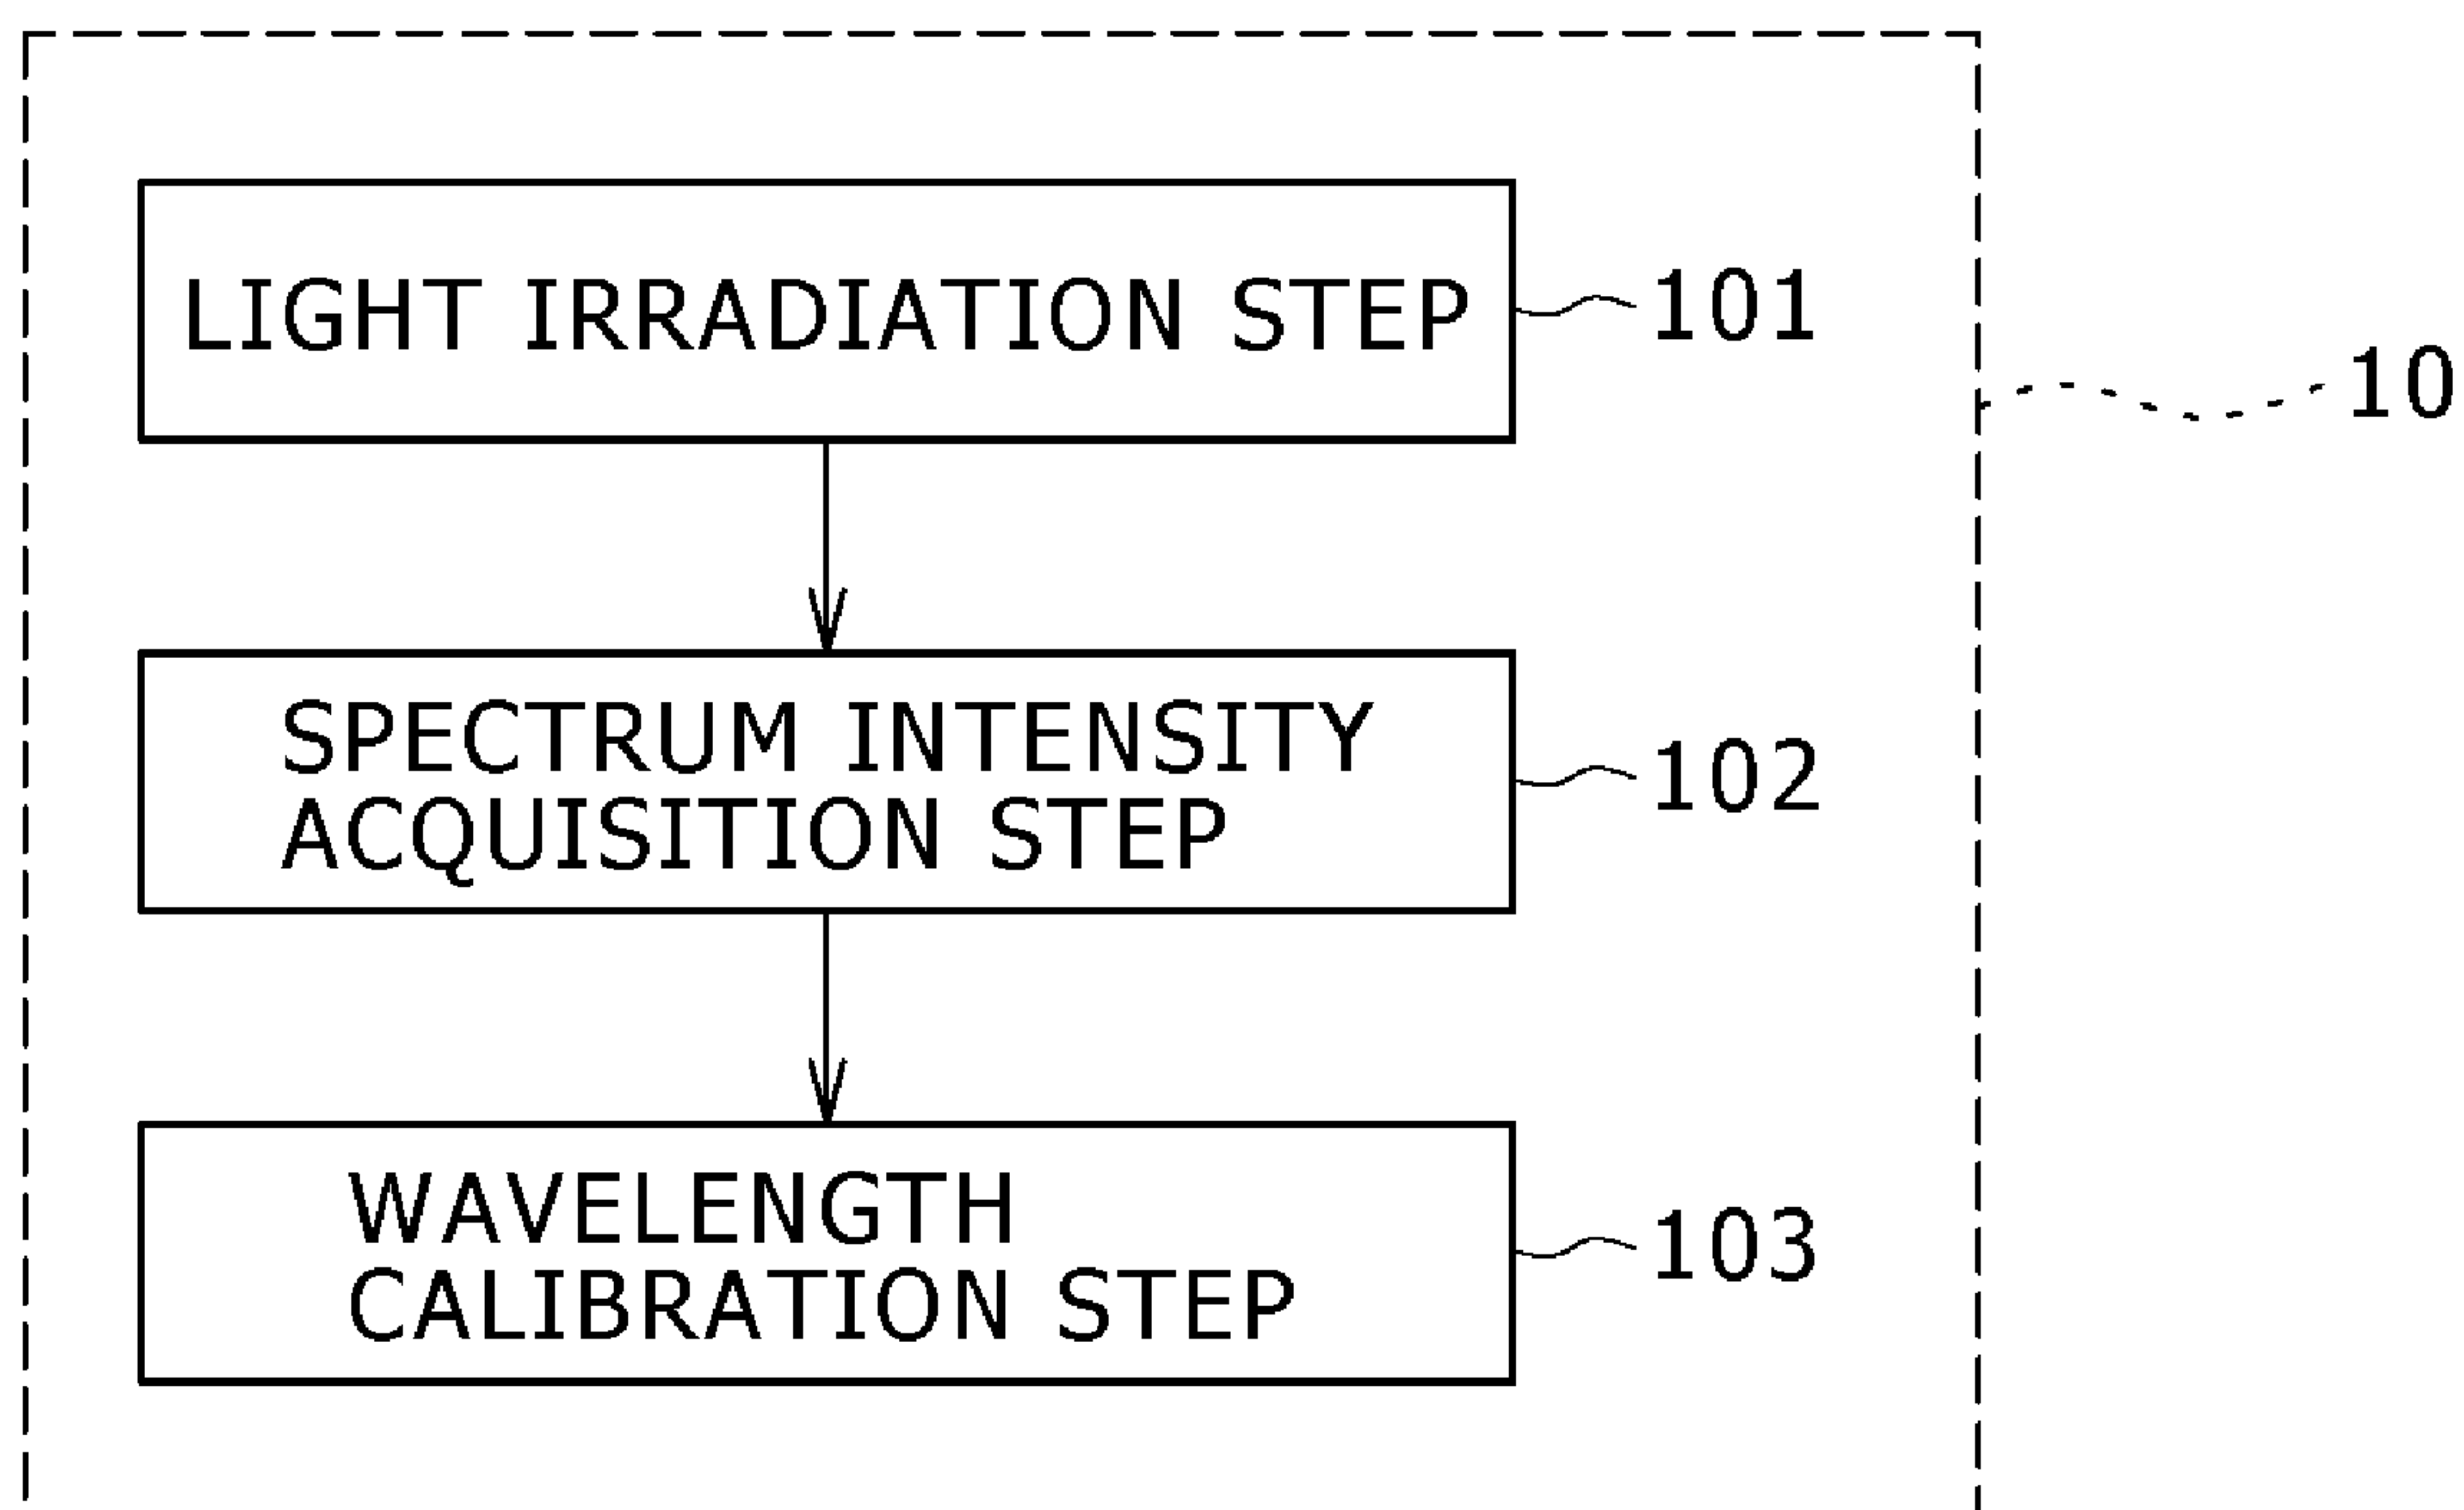 LIGHT IRRADIATION STEP
101
10
SPECTRUM INTENSITY
ACQUISITION STEP
102
WAVELENGTH
CALIBRATION STEP
103